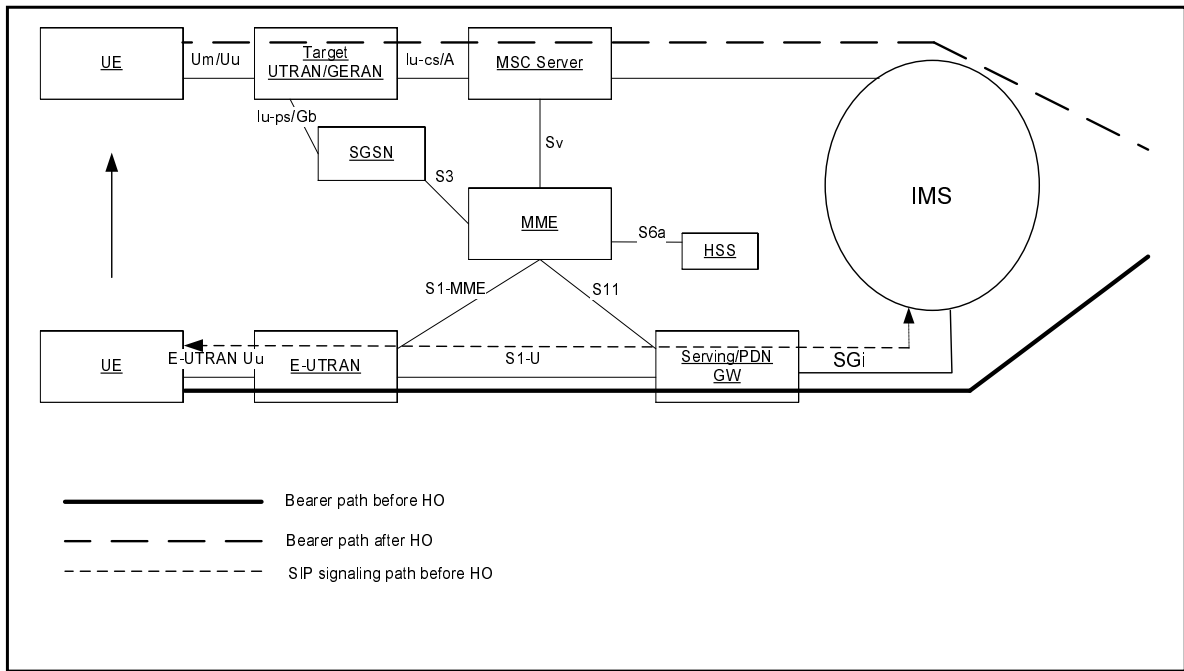 UE
Um/Uu
Target
UTRAN/GERAN
Iu-cs/A
MSC Server
Iu-ps/Gb
SGSN
S3
Sv
MME
S6a
HSS
IMS
S1-MME
S11
UE
E-UTRAN Uu
E-UTRAN
S1-U
Serving/PDN
GW
SGi
Bearer path before HO
Bearer path after HO
SIP signaling path before HO